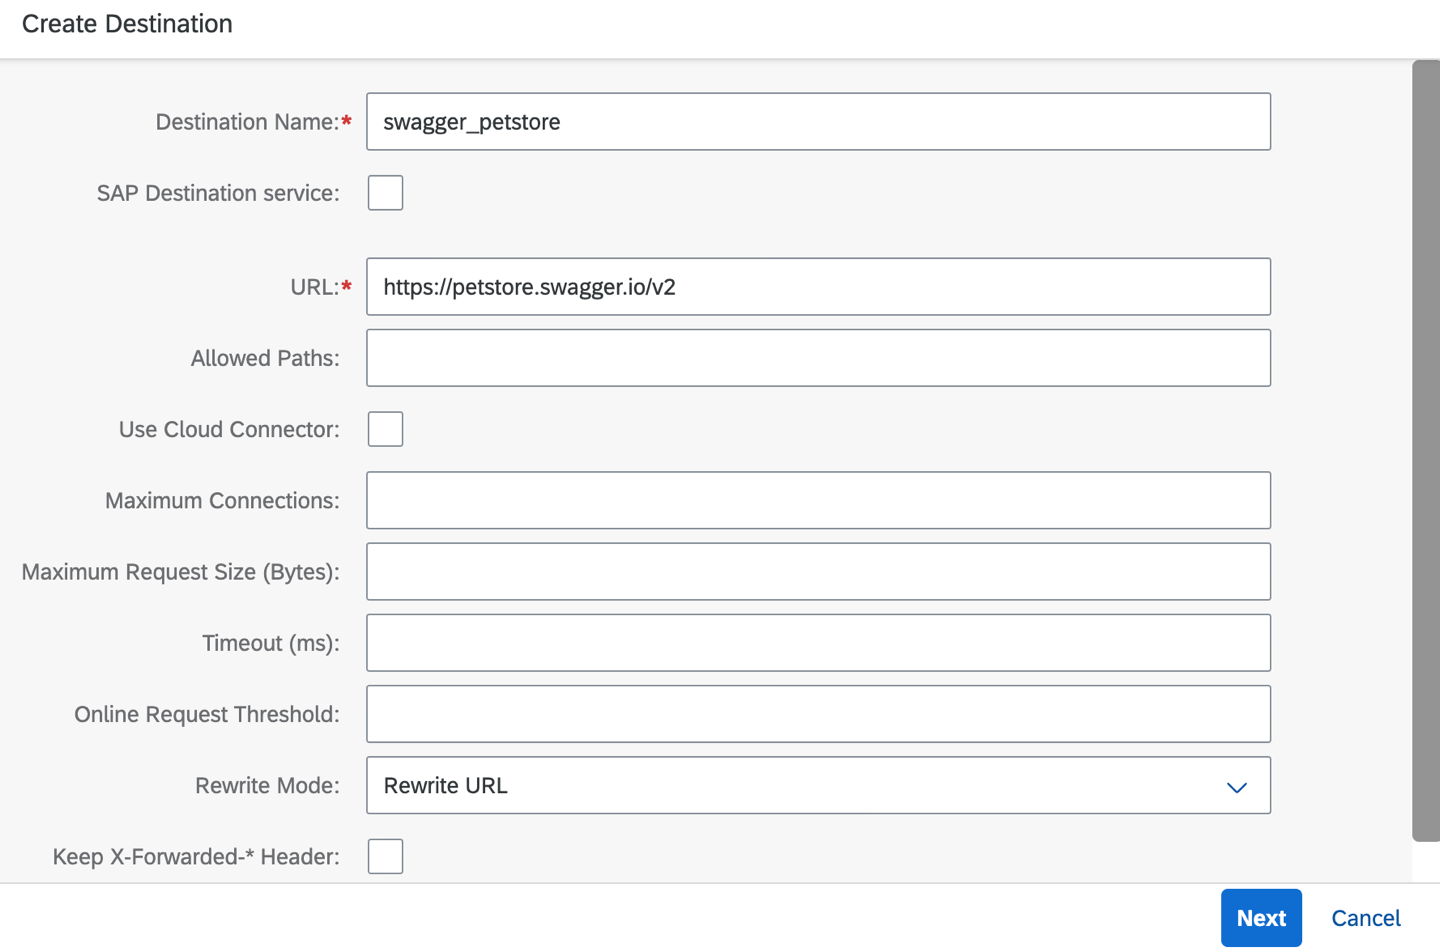 Create Destination
Destination Name:* swagger_petstore
SAP Destination service:
URL:* https://petstore.swagger.io/v2
Allowed Paths:
Use Cloud Connector:
Maximum Connections:
Maximum Request Size (Bytes):
Timeout (ms):
Online Request Threshold:
Rewrite Mode: Rewrite URL
Keep X-Forwarded-* Header:
Next Cancel